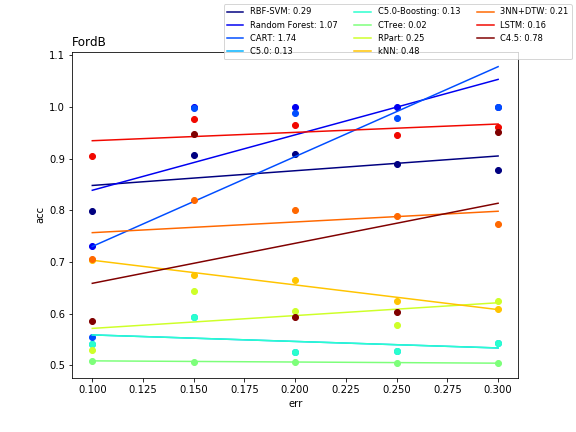 RBF-SVM: 0.29
Random Forest: 1.07
CART: 1.74
C5.0: 0.13
C5.0-Boosting: 0.13
CTree: 0.02
RPart: 0.25
kNN: 0.48
3NN+DTW: 0.21
LSTM: 0.16
C4.5: 0.78
FordB
1.1
1.0
0.9
0.8
0.7
0.6
0.5
acc
0.100 0.125 0.150 0.175 0.200 0.225 0.250 0.275 0.300
err